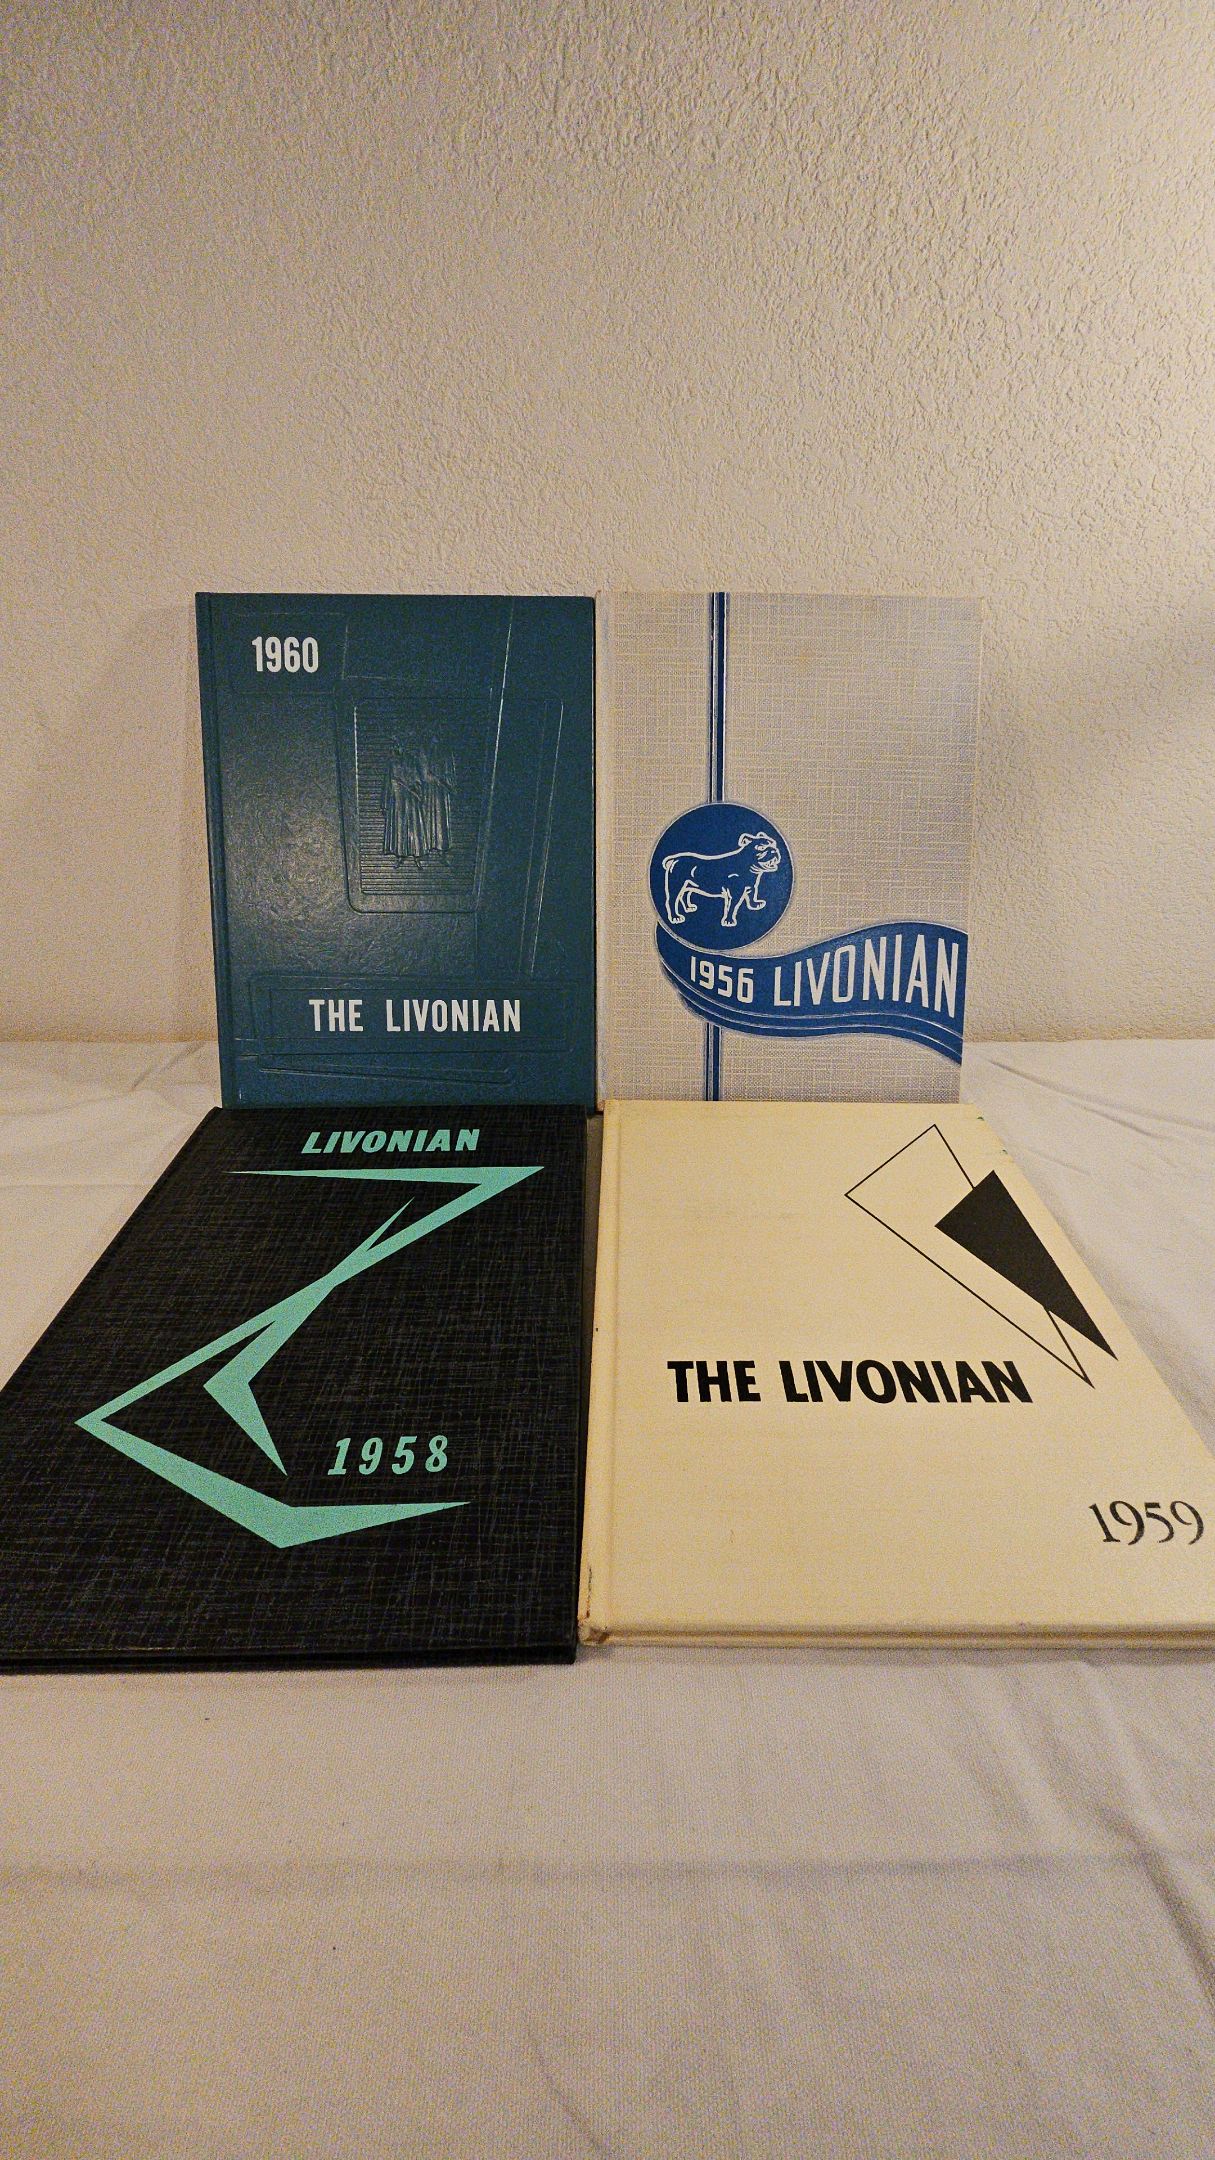 1960
THE LIVONIAN
1956 LIVONIAN
LIVONIAN
1958
THE LIVONIAN
1959